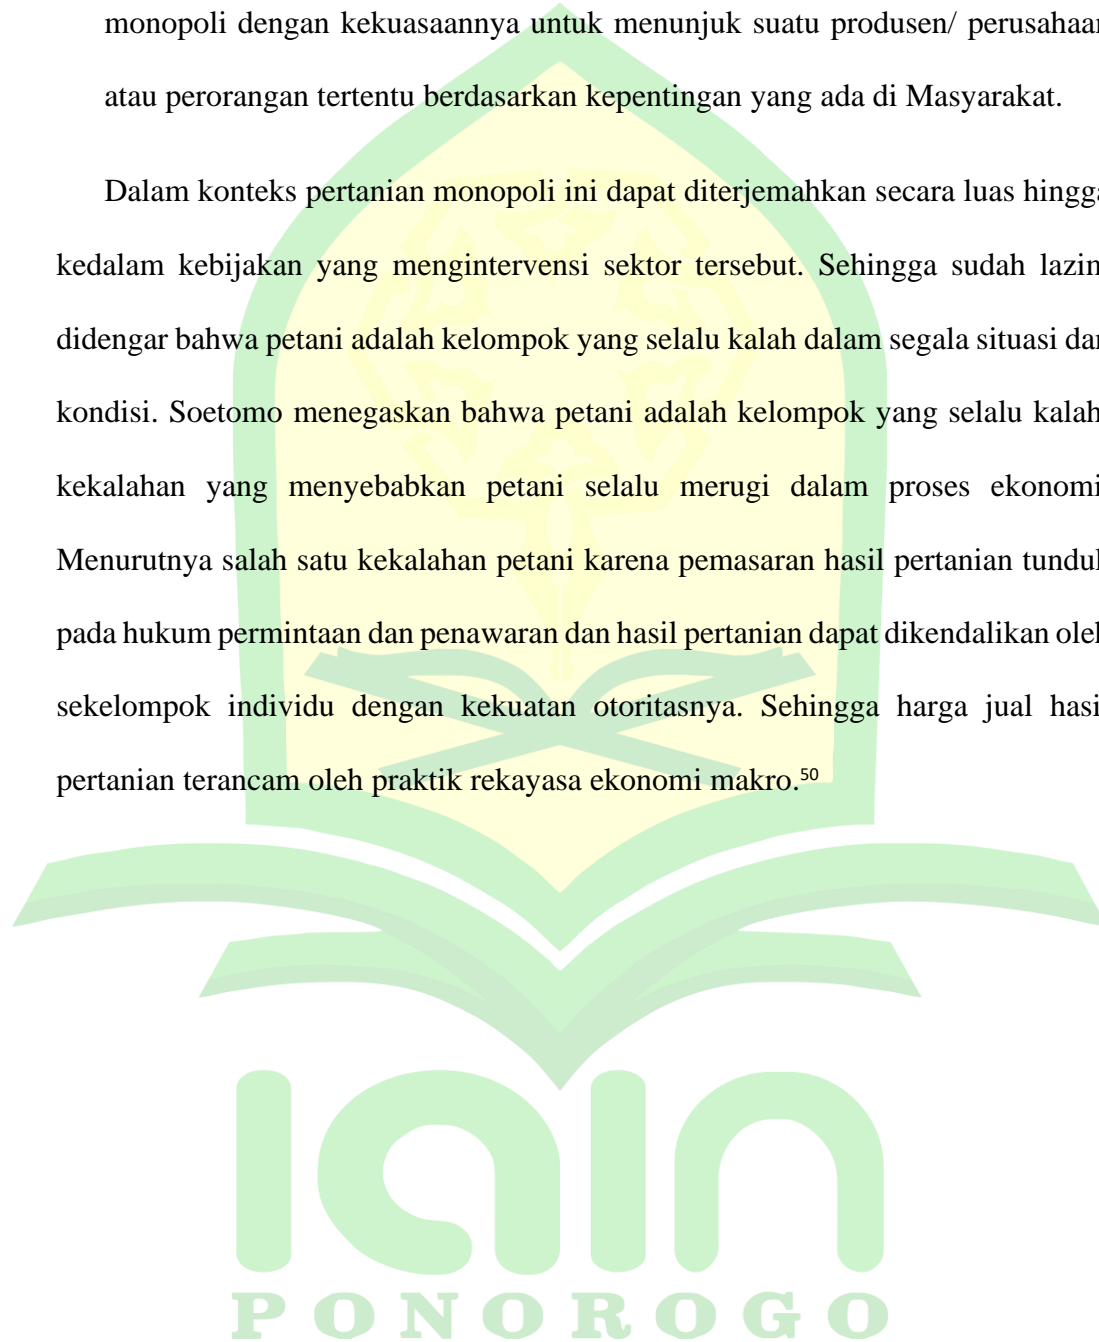 monopoli dengan kekuasaannya untuk menunjuk suatu produsen/ perusahaan
atau perorangan tertentu berdasarkan kepentingan yang ada di Masyarakat.
Dalam konteks pertanian monopoli ini dapat diterjemahkan secara luas hingga
kedalam kebijakan yang mengintervensi sektor tersebut. Sehingga sudah lazim
didengar bahwa petani adalah kelompok yang selalu kalah dalam segala situasi dan
kondisi. Soetomo menegaskan bahwa petani adalah kelompok yang selalu kalah
kekalahan yang menyebabkan petani selalu merugi dalam proses ekonomi
Menurutnya salah satu kekalahan petani karena pemasaran hasil pertanian tunduk
pada hukum permintaan dan penawaran dan hasil pertanian dapat dikendalikan oleh
sekelompok individu dengan kekuatan otoritasnya. Sehingga harga jual hasil
pertanian terancam oleh praktik rekayasa ekonomi makro.50
iain
PONOROGO